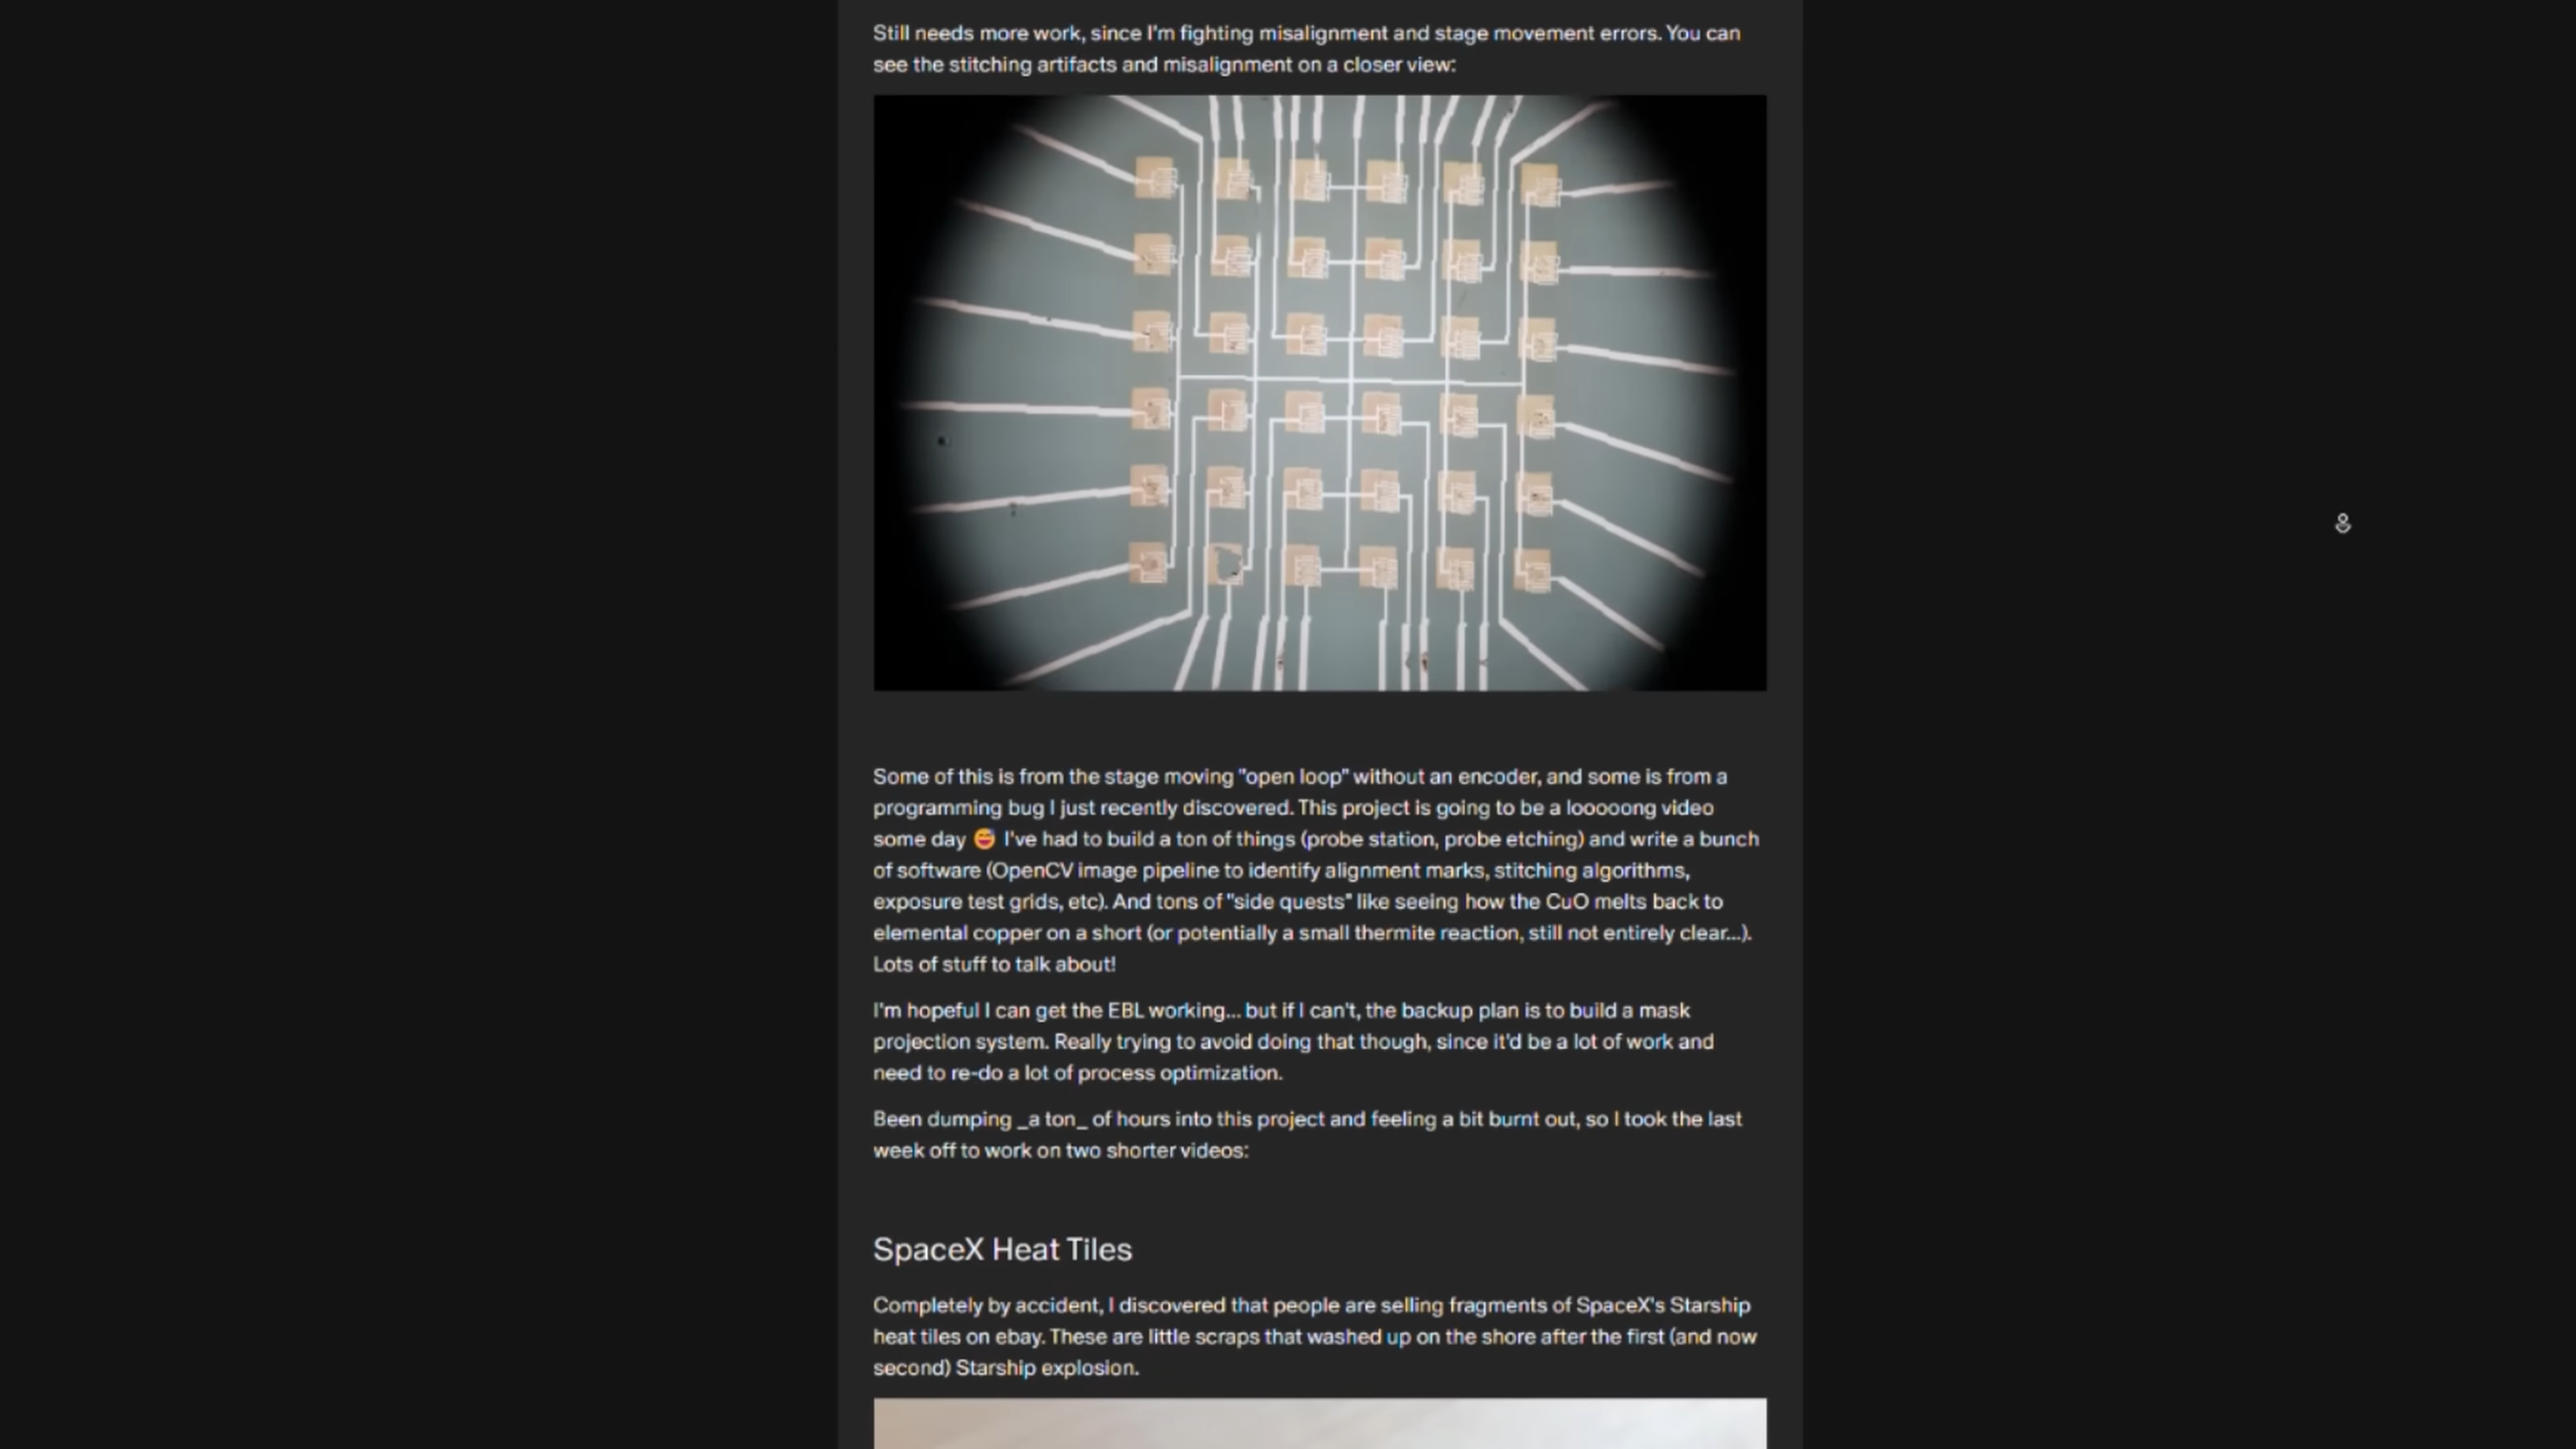 Still needs more work, since I'm fighting misalignment and stage movement errors. You can
see the stitching artifacts and misalignment on a closer view:
Some of this is from the stage moving "open loop" without an encoder, and some is from a
programming bug I just recently discovered. This project is going to be a looooong video
some day 😅 I've had to build a ton of things (probe station, probe etching) and write a bunch
of software (OpenCV image pipeline to identify alignment marks, stitching algorithms,
exposure test grids, etc). And tons of "side quests" like seeing how the CuO melts back to
elemental copper on a short (or potentially a small thermite reaction, still not entirely clear...).
Lots of stuff to talk about!
I'm hopeful I can get the EBL working... but if I can't, the backup plan is to build a mask
projection system. Really trying to avoid doing that though, since it'd be a lot of work and
need to re-do a lot of process optimization.
Been dumping _a ton_ of hours into this project and feeling a bit burnt out, so I took the last
week off to work on two shorter videos:
SpaceX Heat Tiles
Completely by accident, I discovered that people are selling fragments of SpaceX's Starship
heat tiles on ebay. These are little scraps that washed up on the shore after the first (and now
second) Starship explosion.